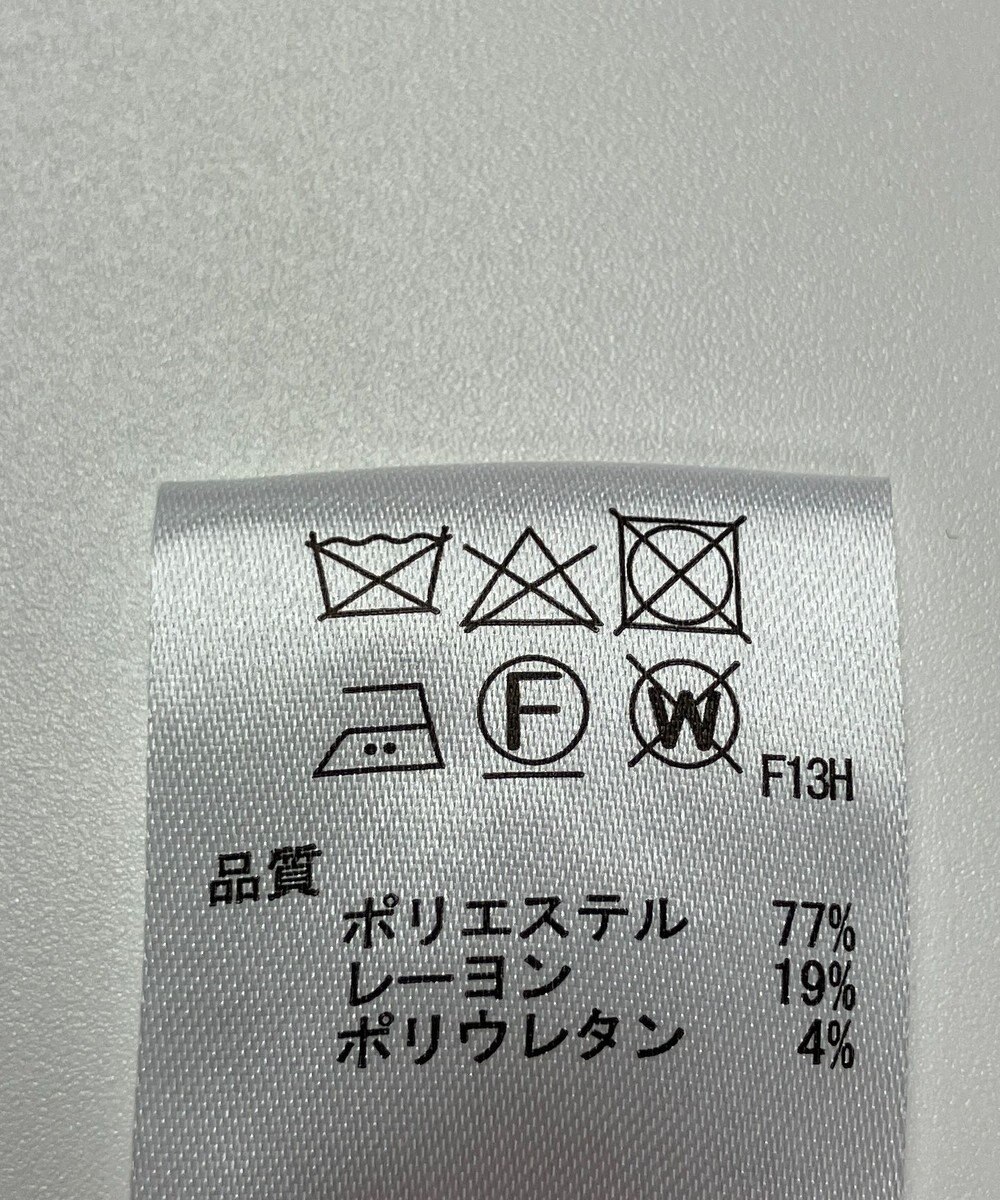 F W F13H
品質
ポリエステル 77%
レーヨン 19%
ポリウレタン 4%